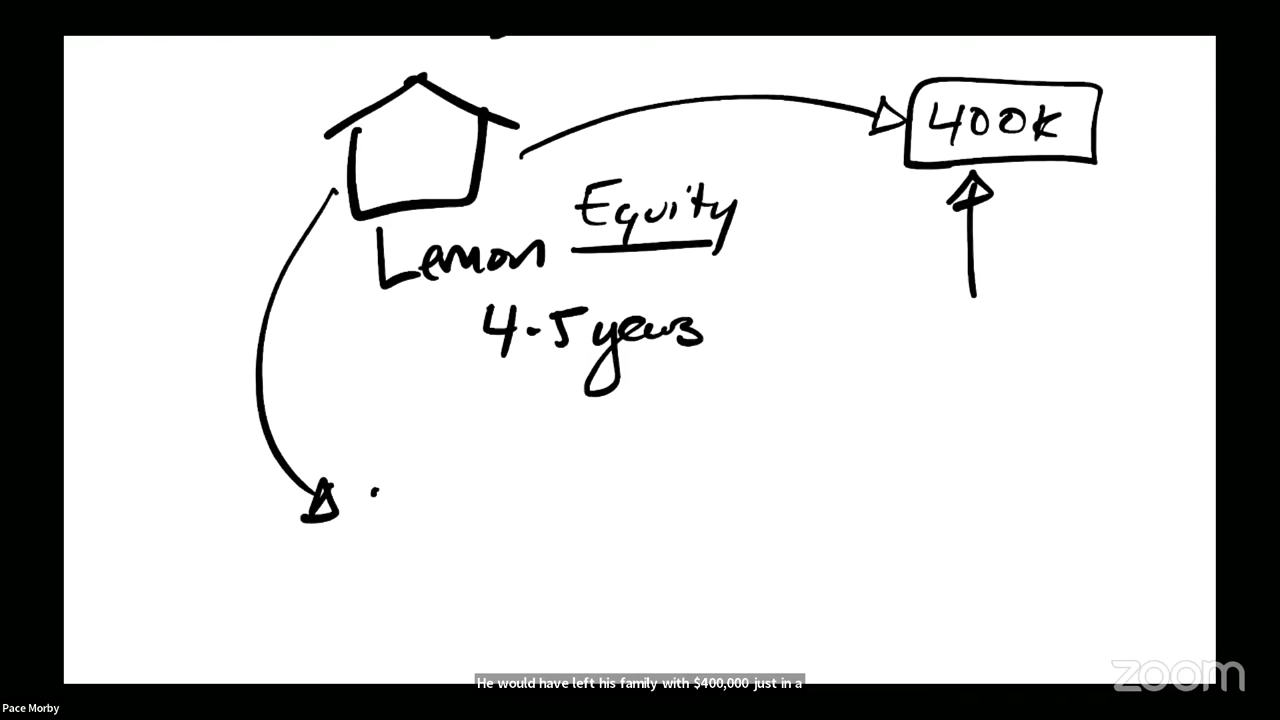 400K
Equity
Lemon
4-5 years
He would have left his family with $400,000 just in a
zoom
Pace Morby